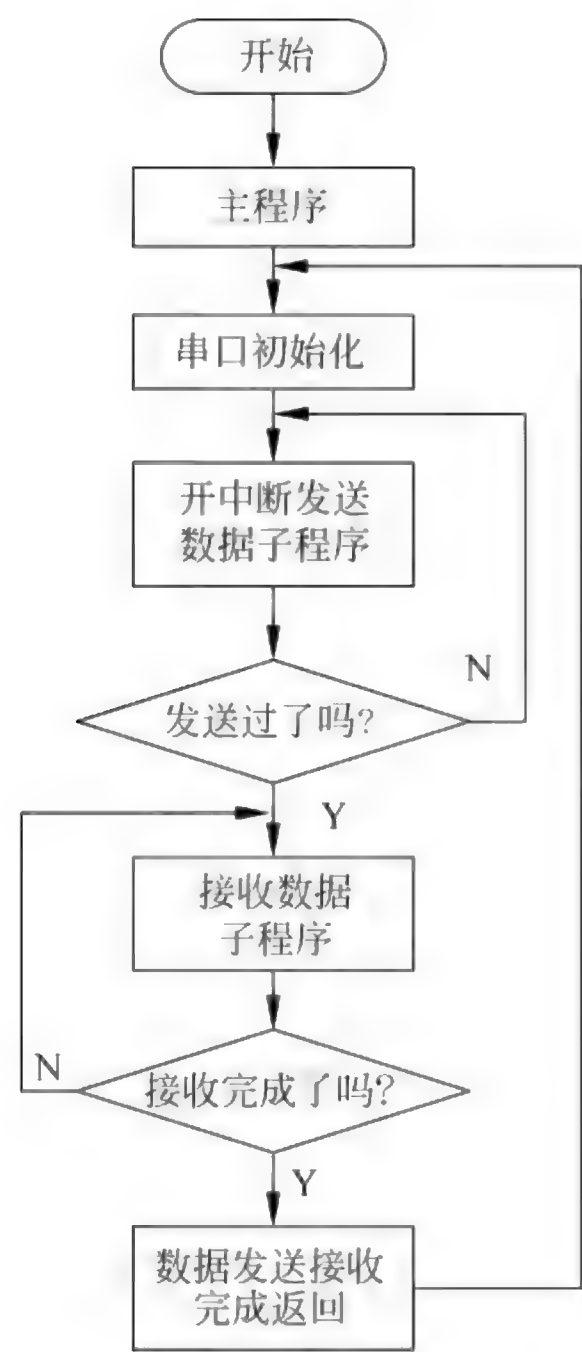 开始
主程序
串口初始化
开中断发送
数据子程序
N
发送过了吗?
Y
接收数据
子程序
N
接收完成了吗?
Y
数据发送接收
完成返回